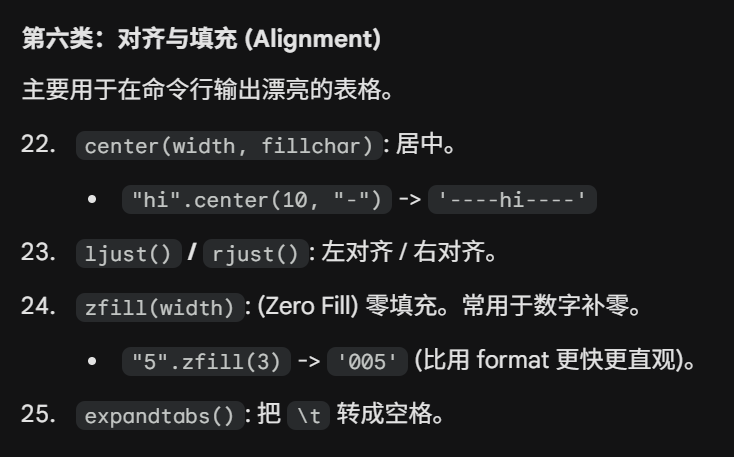 第六类：对齐与填充 (Alignment)
主要用于在命令行输出漂亮的表格。
22. center(width, fillchar): 居中。
• "hi".center(10, "-") -> '----hi----'
23. ljust() / rjust(): 左对齐 / 右对齐。
24. zfill(width): (Zero Fill) 零填充。常用于数字补零。
• "5".zfill(3) -> '005' (比用 format 更快更直观)。
25. expandtabs(): 把 \t 转成空格。